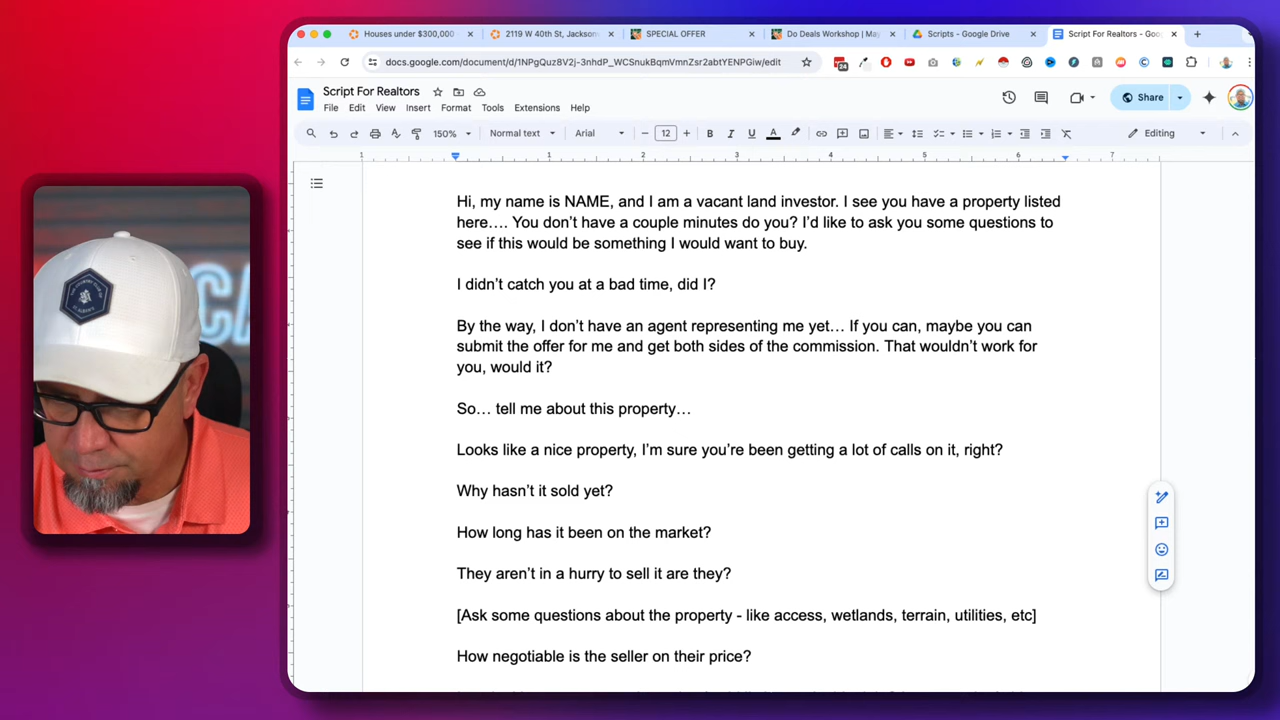 Houses under $300,000
2119 W 40th St, Jackson
SPECIAL OFFER
Do Deals Workshop | May
Scripts - Google Drive
Script For Realtors - Goo
docs.google.com/document/d/1NPgQuz8V2j-3nhdP_WCSnukBqmVmnZsr2abtYENPGiw/edit
24
Script For Realtors
Share
File Edit View Insert Format Tools Extensions Help
150% Normal text Arial 12 B I U A Editing
1 1 2 3 4 5 6 7
Hi, my name is NAME, and I am a vacant land investor. I see you have a property listed
here.… You don’t have a couple minutes do you? I’d like to ask you some questions to
see if this would be something I would want to buy.
I didn’t catch you at a bad time, did I?
By the way, I don’t have an agent representing me yet… If you can, maybe you can
submit the offer for me and get both sides of the commission. That wouldn’t work for
you, would it?
So… tell me about this property…
Looks like a nice property, I’m sure you’re been getting a lot of calls on it, right?
Why hasn’t it sold yet?
How long has it been on the market?
They aren’t in a hurry to sell it are they?
[Ask some questions about the property - like access, wetlands, terrain, utilities, etc]
How negotiable is the seller on their price?